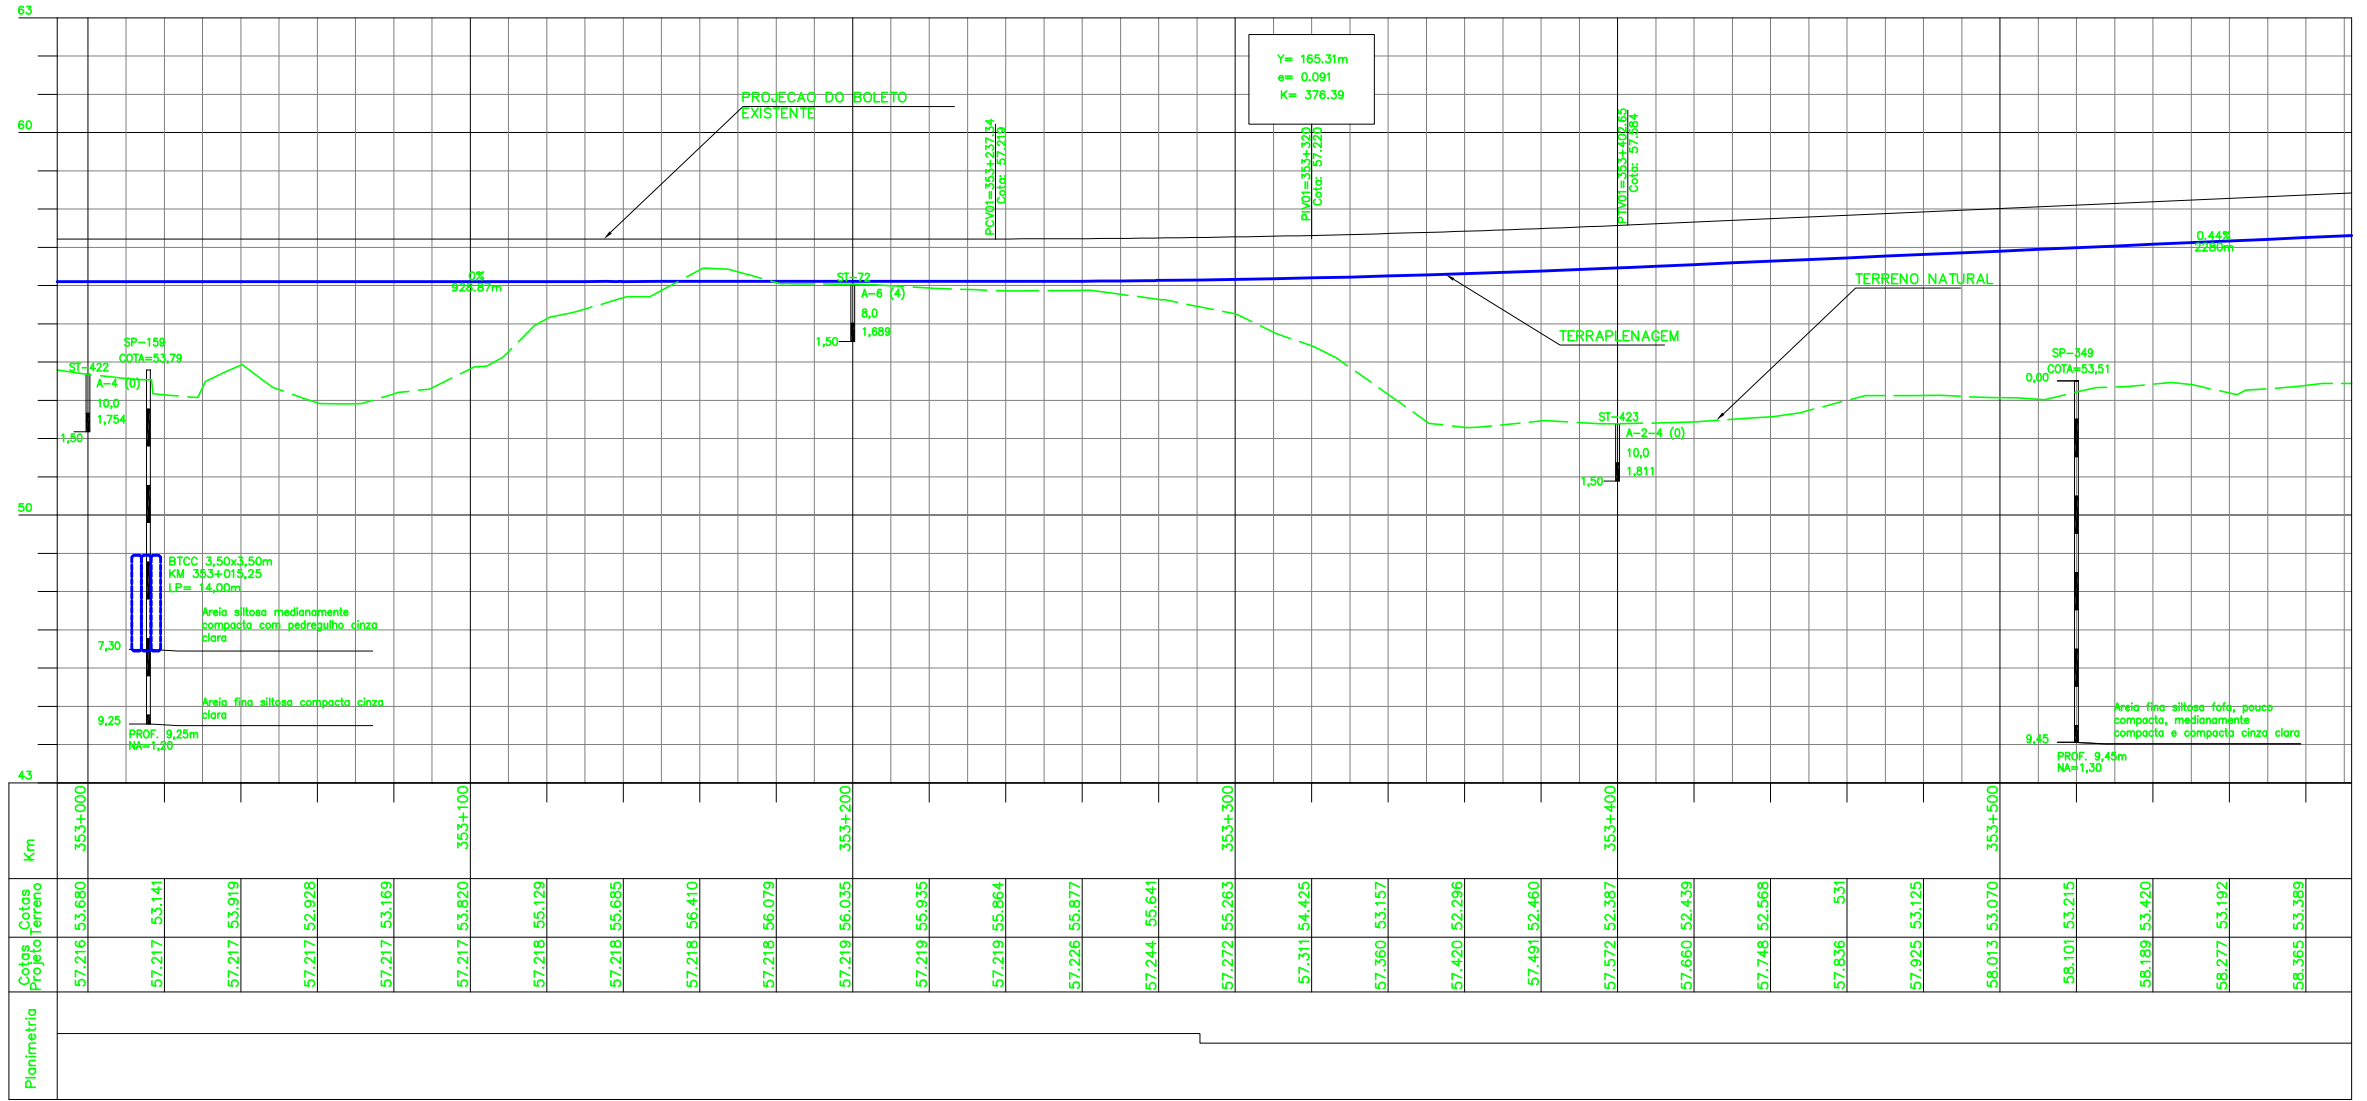 63
60
50
43
Y= 165.31m
e= 0.091
K= 376.39
PROJECAO DO BOLETO
EXISTENTE
PCV01=353+237.34
Cota: 57.219
PIV01=353+320
Cota: 57.220
PTV01=353+402.65
Cota: 57.584
0%
928.87m
0.44%
2280m
TERRENO NATURAL
TERRAPLENAGEM
ST-422
A-4 (0)
10,0
1,754
1,50
SP-159
COTA=53,79
BTCC 3,50x3,50m
KM 353+015,25
LP= 14,00m
Areia siltosa medianamente
compacta com pedregulho cinza
clara
7,30
Areia fina siltosa compacta cinza
clara
9,25
PROF. 9,25m
NA=1,20
ST-72
A-6 (4)
8,0
1,689
1,50
ST-423
A-2-4 (0)
10,0
1,811
1,50
SP-349
COTA=53,51
0,00
Areia fina siltosa fofa, pouco
compacta, medianamente
compacta e compacta cinza clara
9,45
PROF. 9,45m
NA=1,30
Km
353+000
353+100
353+200
353+300
353+400
353+500
Cotas
Terreno
53.680
53.141
53.919
52.928
53.169
53.820
55.129
55.685
56.410
56.079
56.035
55.935
55.864
55.877
55.641
55.263
54.425
53.157
52.296
52.460
52.387
52.439
52.568
531
53.125
53.070
53.215
53.420
53.192
53.389
Cotas
Projeto
57.216
57.217
57.217
57.217
57.217
57.217
57.218
57.218
57.218
57.218
57.219
57.219
57.219
57.226
57.244
57.272
57.311
57.360
57.420
57.491
57.572
57.660
57.748
57.836
57.925
58.013
58.101
58.189
58.277
58.365
Planimetria